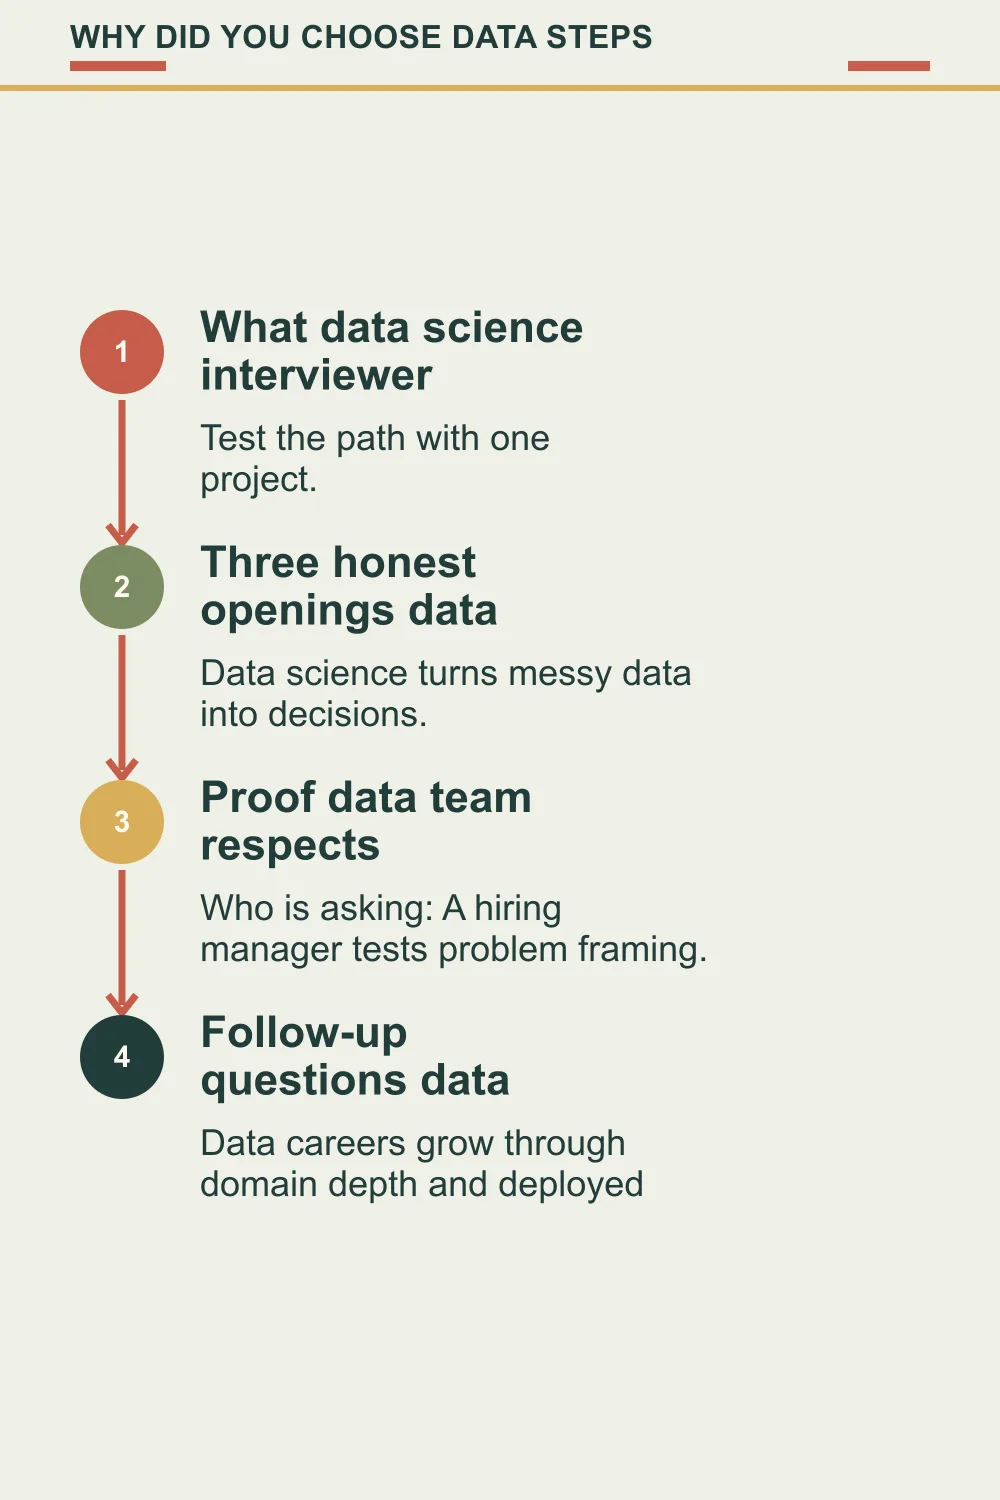 WHY DID YOU CHOOSE DATA STEPS
1
What data science
interviewer
Test the path with one
project.
2
Three honest
openings data
Data science turns messy data
into decisions.
3
Proof data team
respects
Who is asking: A hiring
manager tests problem framing.
4
Follow-up
questions data
Data careers grow through
domain depth and deployed